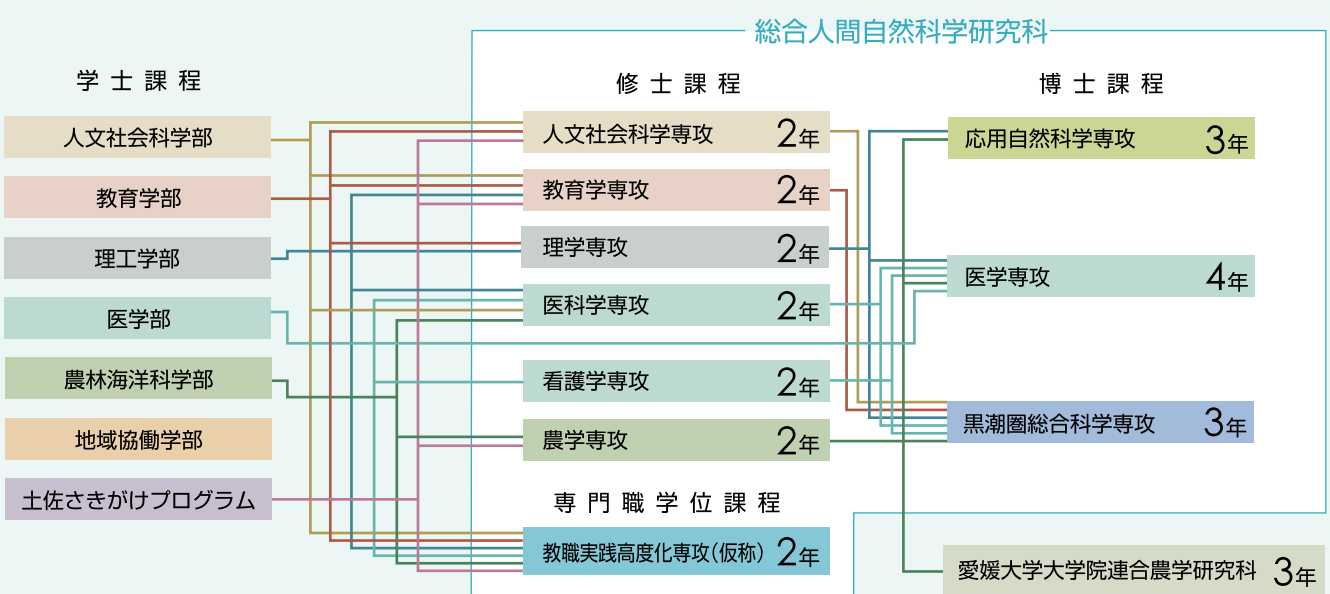 総合人間自然科学研究科
学士課程
人文社会科学部
教育学部
理工学部
医学部
農林海洋科学部
地域協働学部
土佐さきがけプログラム
修士課程
人文社会科学専攻 2年
教育学専攻 2年
理学専攻 2年
医科学専攻 2年
看護学専攻 2年
農学専攻 2年
専門職学位課程
教職実践高度化専攻(仮称) 2年
博士課程
応用自然科学専攻 3年
医学専攻 4年
黒潮圏総合科学専攻 3年
愛媛大学大学院連合農学研究科 3年